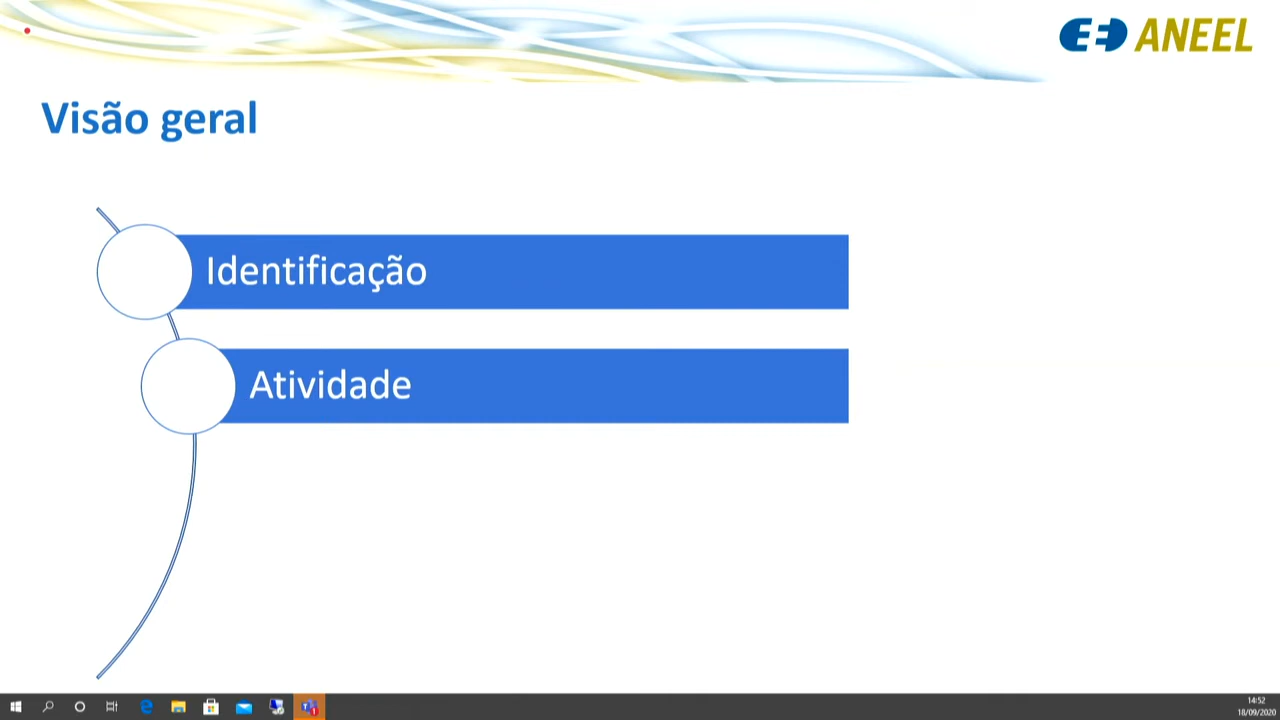 ANEEL
Visão geral
Identificação
Atividade
14:52
18/09/2020